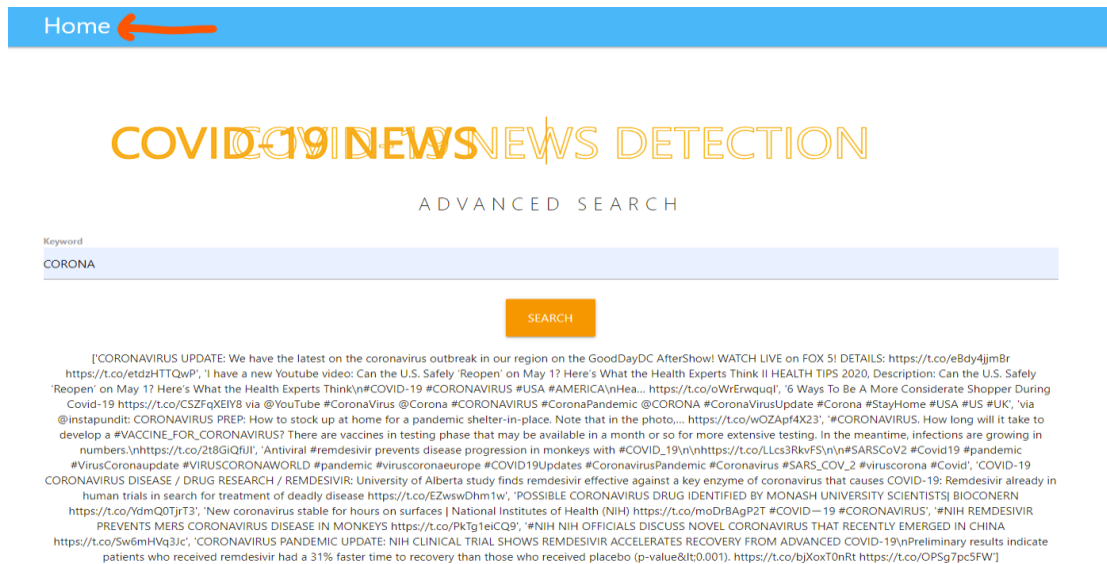 Home
COVID-19 NEWS
COVID-19 NEWS DETECTION
ADVANCED SEARCH
Keyword
CORONA
SEARCH
['CORONAVIRUS UPDATE: We have the latest on the coronavirus outbreak in our region on the GoodDayDC AfterShow! WATCH LIVE on FOX 5! DETAILS: https://t.co/eBdy4jjmBr
https://t.co/etdzHTTQwP', 'I have a new Youtube video: Can the U.S. Safely 'Reopen' on May 1? Here's What the Health Experts Think II HEALTH TIPS 2020, Description: Can the U.S. Safely
'Reopen' on May 1? Here's What the Health Experts Think\n#COVID-19 #CORONAVIRUS #USA #AMERICA\nHea... https://t.co/oWrErwquqI', '6 Ways To Be A More Considerate Shopper During
Covid-19 https://t.co/CSZFqXEIY8 via @YouTube #CoronaVirus @Corona #CORONAVIRUS #CoronaPandemic @CORONA #CoronaVirusUpdate #Corona #StayHome #USA #US #UK', 'via
@instapundit: CORONAVIRUS PREP: How to stock up at home for a pandemic shelter-in-place. Note that in the photo,... https://t.co/wOZApf4X23', '#CORONAVIRUS. How long will it take to
develop a #VACCINE_FOR_CORONAVIRUS? There are vaccines in testing phase that may be available in a month or so for more extensive testing. In the meantime, infections are growing in
numbers.\nhttps://t.co/2t8GiQfiJl', 'Antiviral #remdesivir prevents disease progression in monkeys with #COVID_19\n\nhttps://t.co/LLcs3RkvFS\n\n#SARSCoV2 #Covid19 #pandemic
#VirusCoronaupdate #VIRUSCORONAWORLD #pandemic #viruscoronaeurope #COVID19Updates #CoronavirusPandemic #Coronavirus #SARS_COV_2 #viruscorona #Covid', 'COVID-19
CORONAVIRUS DISEASE / DRUG RESEARCH / REMDESIVIR: University of Alberta study finds remdesivir effective against a key enzyme of coronavirus that causes COVID-19: Remdesivir already in
human trials in search for treatment of deadly disease https://t.co/EZwswDhm1w', 'POSSIBLE CORONAVIRUS DRUG IDENTIFIED BY MONASH UNIVERSITY SCIENTISTS| BIOCONERN
https://t.co/YdmQ0TjrT3', 'New coronavirus stable for hours on surfaces | National Institutes of Health (NIH) https://t.co/moDrBAgP2T #COVID—19 #CORONAVIRUS', '#NIH REMDESIVIR
PREVENTS MERS CORONAVIRUS DISEASE IN MONKEYS https://t.co/PkTg1eiCQ9', '#NIH NIH OFFICIALS DISCUSS NOVEL CORONAVIRUS THAT RECENTLY EMERGED IN CHINA
https://t.co/Sw6mHVq3Jc', 'CORONAVIRUS PANDEMIC UPDATE: NIH CLINICAL TRIAL SHOWS REMDESIVIR ACCELERATES RECOVERY FROM ADVANCED COVID-19\nPreliminary results indicate
patients who received remdesivir had a 31% faster time to recovery than those who received placebo (p-value&lt;0.001). https://t.co/bjXoxT0nRt https://t.co/OPSg7pc5FW']